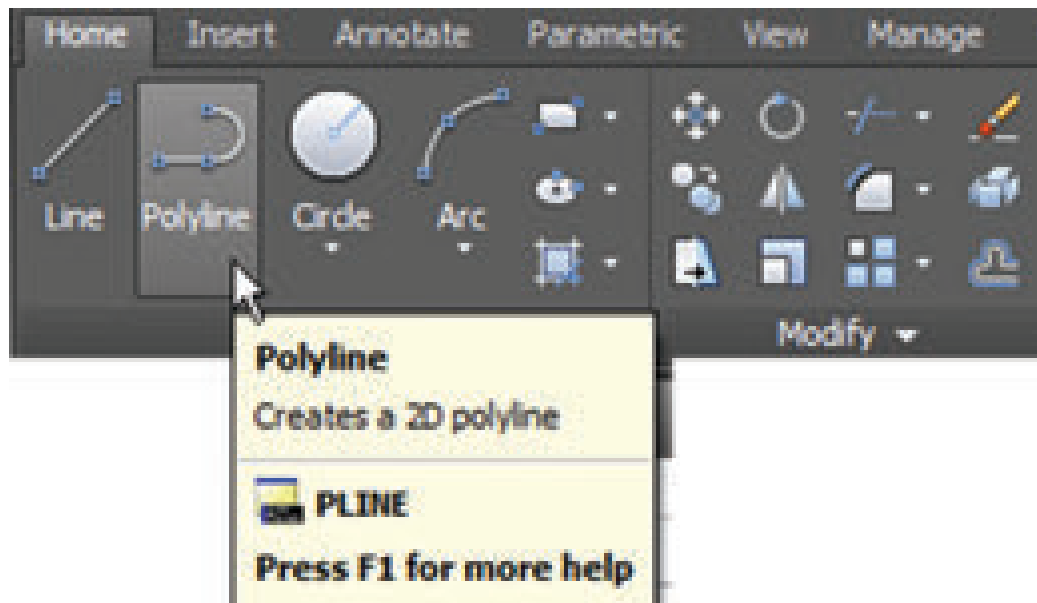 Home Insert Annotate Parametric View Manage
Line Polyline Circle Arc
Modify
Polyline
Creates a 2D polyline
PLINE
Press F1 for more help